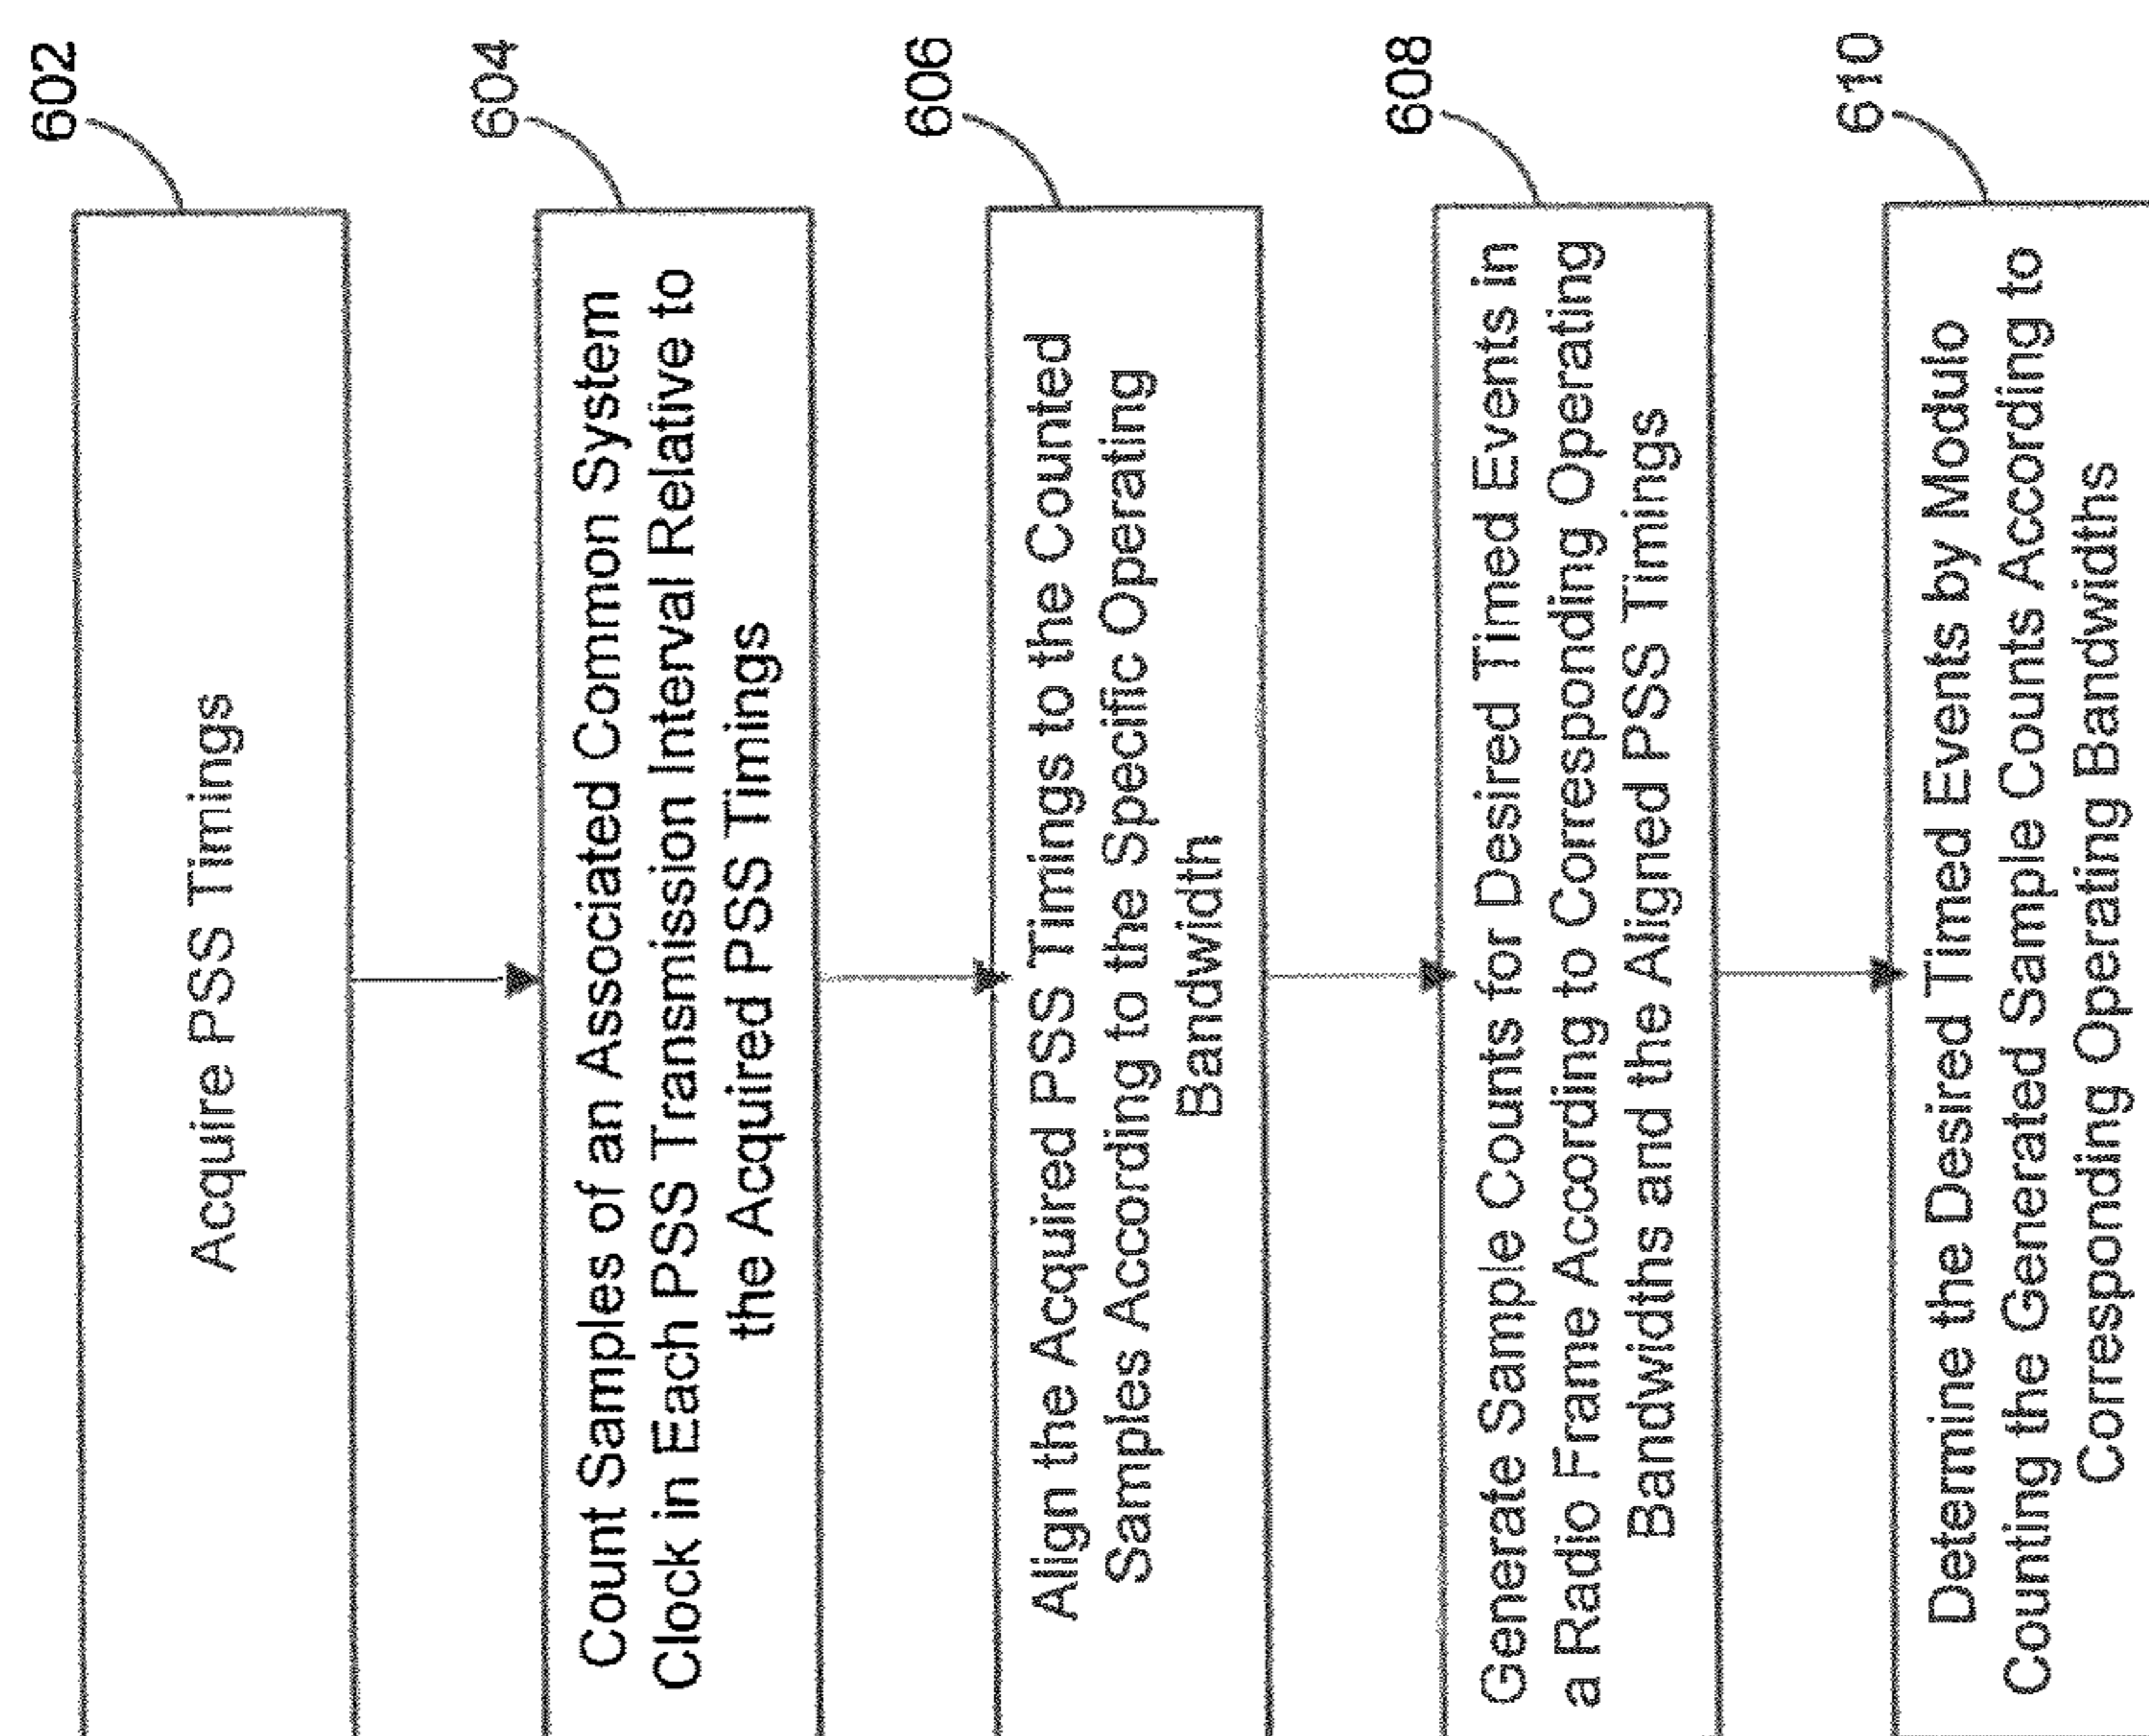 602
Acquire PSS Timings
604
Count Samples of an Associated Common System
Clock in Each PSS Transmission Interval Relative to
the Acquired PSS Timings
606
Align the Acquired PSS Timings to the Counted
Samples According to the Specific Operating
Bandwidth
608
Generate Sample Counts for Desired Timed Events in
a Radio Frame According to Corresponding Operating
Bandwidths and the Aligned PSS Timings
610
Determine the Desired Timed Events by Modulo
Counting the Generated Sample Counts According to
Corresponding Operating Bandwidths